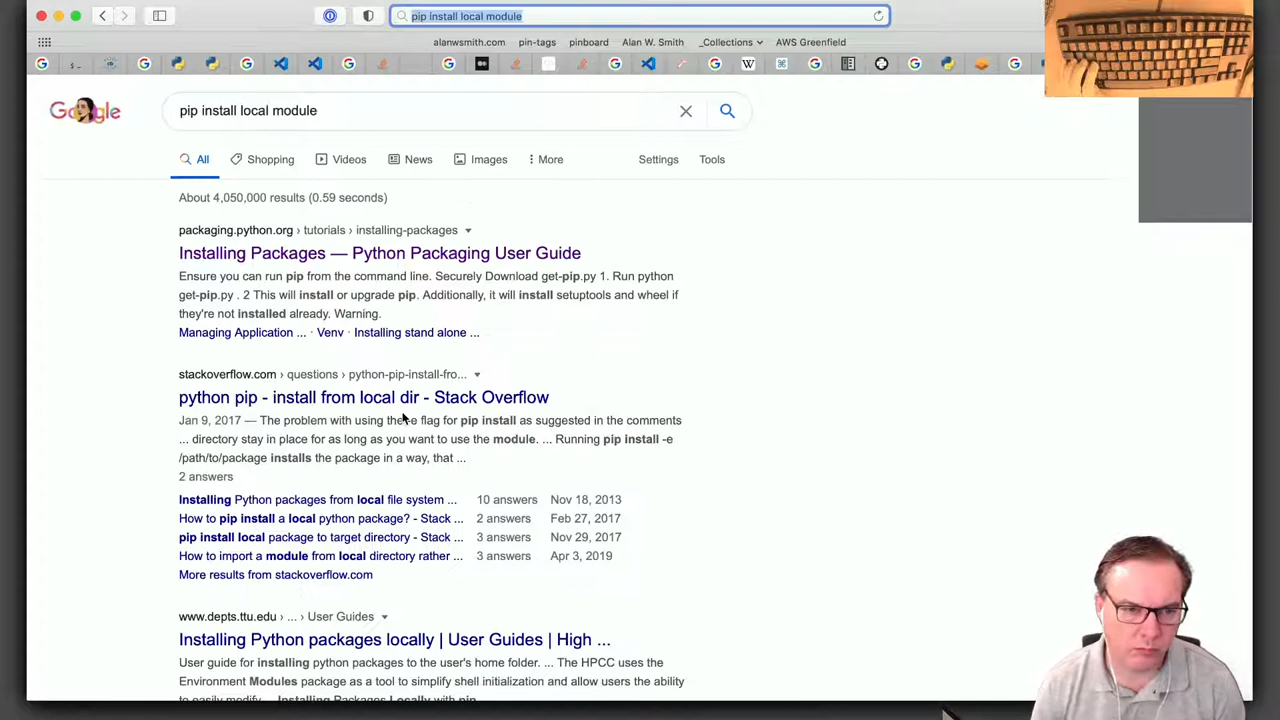 pip install local module
alanwsmith.com pin-tags pinboard Alan W. Smith _Collections AWS Greenfield
Google
pip install local module
All Shopping Videos News Images More Settings Tools
About 4,050,000 results (0.59 seconds)
packaging.python.org › tutorials › installing-packages
Installing Packages — Python Packaging User Guide
Ensure you can run pip from the command line. Securely Download get-pip.py 1. Run python
get-pip.py . 2 This will install or upgrade pip. Additionally, it will install setuptools and wheel if
they're not installed already. Warning.
Managing Application ... · Venv · Installing stand alone ...
stackoverflow.com › questions › python-pip-install-fro...
python pip - install from local dir - Stack Overflow
Jan 9, 2017 — The problem with using the -e flag for pip install as suggested in the comments
... directory stay in place for as long as you want to use the module. ... Running pip install -e
/path/to/package installs the package in a way, that ...
2 answers
Installing Python packages from local file system ... 10 answers Nov 18, 2013
How to pip install a local python package? - Stack ... 2 answers Feb 27, 2017
pip install local package to target directory - Stack ... 3 answers Nov 29, 2017
How to import a module from local directory rather ... 3 answers Apr 3, 2019
More results from stackoverflow.com
www.depts.ttu.edu › ... › User Guides
Installing Python packages locally | User Guides | High ...
User guide for installing python packages to the user's home folder. ... The HPCC uses the
Environment Modules package as a tool to simplify shell initialization and allow users the ability
to easily modify ... Installing Packages Locally with pip